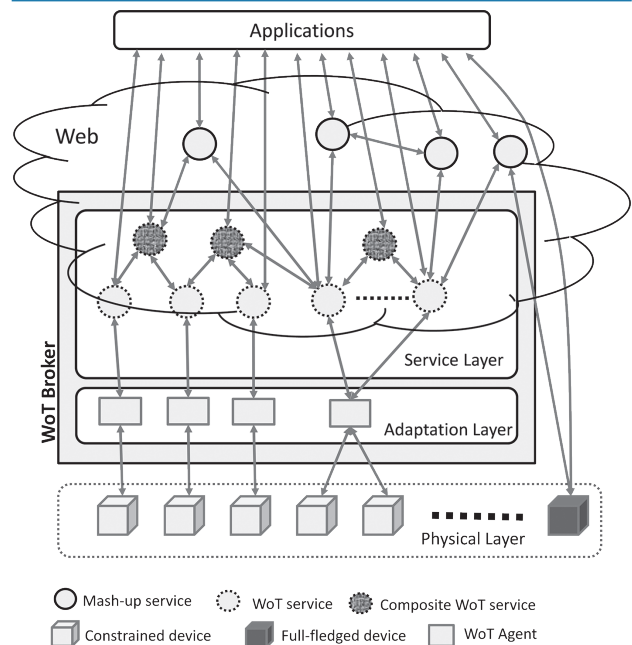 Applications
Web
WoT Broker
Service Layer
Adaptation Layer
Physical Layer
Mash-up service
WoT service
Composite WoT service
Constrained device
Full-fledged device
WoT Agent